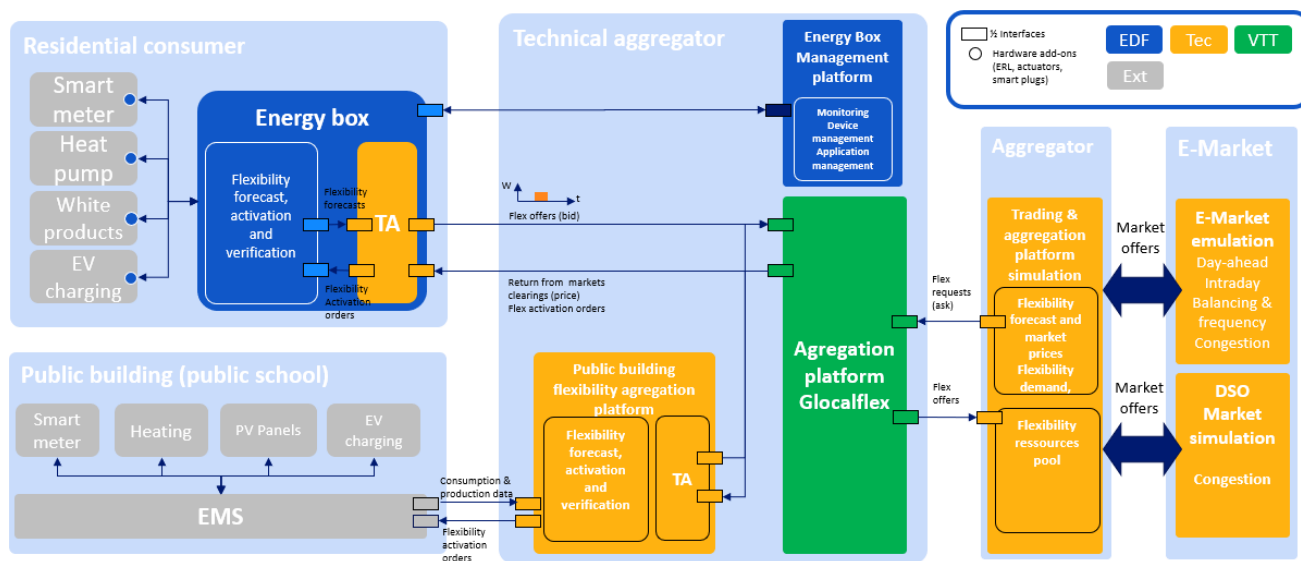 Residential consumer
Smart
meter
Heat
pump
White
products
EV
charging
Energy box
Flexibility
forecast,
activation
and
verification
Flexibility
forecasts
TA
Flexibility
Activation
orders
Technical aggregator
W
t
Flex offers (bid)
Return from markets
clearings (price)
Flex activation orders
Energy Box
Management
platform
Monitoring
Device
management
Application
management
Agregation
platform
Glocalflex
Public building
flexibility agregation
platform
Flexibility
forecast,
activation
and
verification
TA
Public building (public school)
Smart
meter
Heating
PV Panels
EV
charging
EMS
Consumption &
production data
Flexibility
activation
orders
½ Interfaces
Hardware add-ons
(ERL, actuators,
smart plugs)
EDF
Tec
VTT
Ext
Flex
requests
(ask)
Flex
offers
Aggregator
Trading &
aggregation
platform
simulation
Flexibility
forecast and
market
prices
Flexibility
demand,
Flexibility
ressources
pool
Market
offers
Market
offers
E-Market
E-Market
emulation
Day-ahead
Intraday
Balancing &
frequency
Congestion
DSO
Market
simulation
Congestion